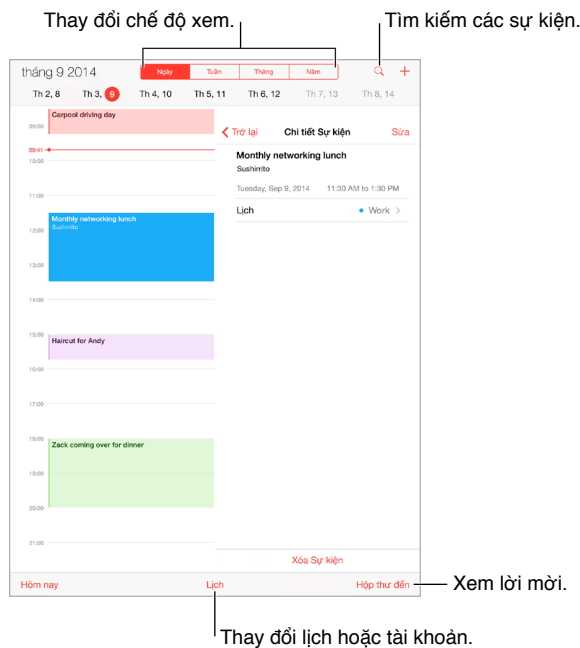 Thay đổi chế độ xem.
Tìm kiếm các sự kiện.
tháng 9 2014
Ngày
Tuần
Tháng
Năm
Th 2, 8
Th 3, 9
Th 4, 10
Th 5, 11
Th 6, 12
Th 7, 13
Th 8, 14
09:00
Carpool driving day
Trở lại
Chi tiết Sự kiện
Sửa
09:41
10:00
Monthly networking lunch
Sushirrito
Tuesday, Sep 9, 2014
11:30 AM to 1:30 PM
11:00
Lịch
Work
Monthly networking lunch
Sushirrito
12:00
13:00
14:00
15:00
Haircut for Andy
16:00
17:00
18:00
Zack coming over for dinner
19:00
20:00
21:00
Xóa Sự kiện
Hôm nay
Lịch
Hộp thư đến
Xem lời mời.
Thay đổi lịch hoặc tài khoản.